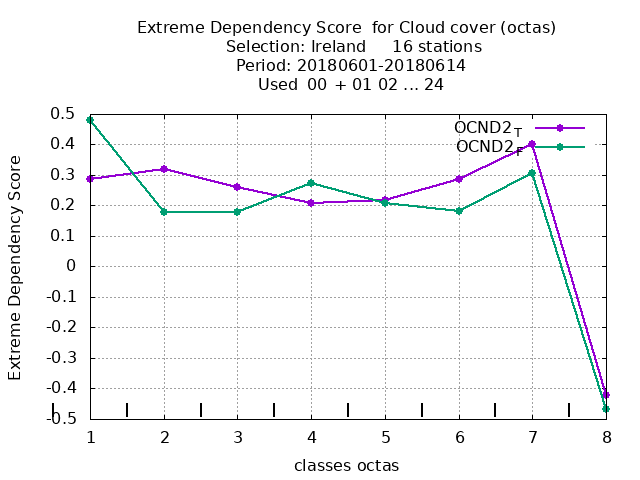 Extreme Dependency Score for Cloud cover (octas)
Selection: Ireland 16 stations
Period: 20180601-20180614
Used 00 + 01 02 ... 24
OCND2_T
OCND2_F
Extreme Dependency Score
0.5
0.4
0.3
0.2
0.1
0
-0.1
-0.2
-0.3
-0.4
-0.5
1 2 3 4 5 6 7 8
classes octas